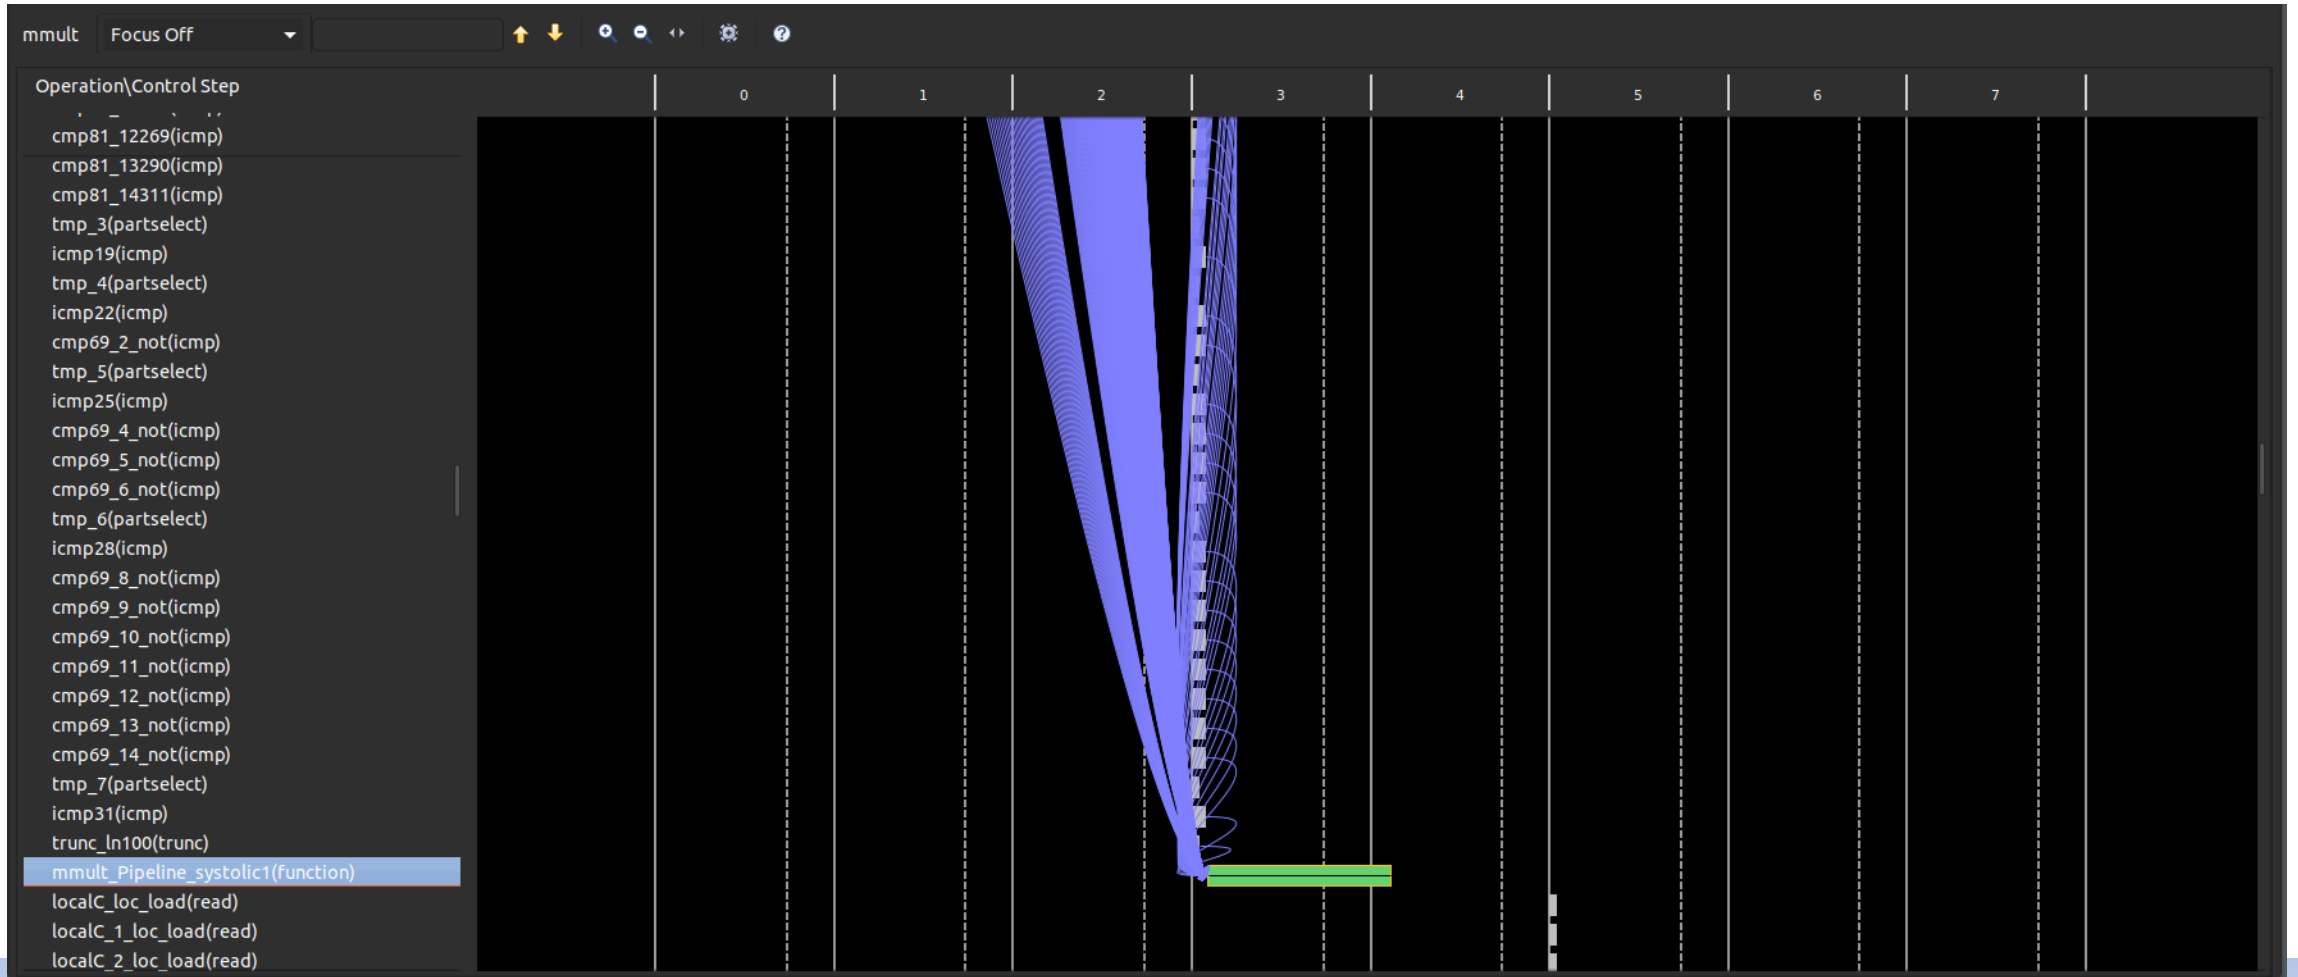 mmult Focus Off
Operation\Control Step 0 1 2 3 4 5 6 7
cmp81_12269(icmp)
cmp81_13290(icmp)
cmp81_14311(icmp)
tmp_3(partselect)
icmp19(icmp)
tmp_4(partselect)
icmp22(icmp)
cmp69_2_not(icmp)
tmp_5(partselect)
icmp25(icmp)
cmp69_4_not(icmp)
cmp69_5_not(icmp)
cmp69_6_not(icmp)
tmp_6(partselect)
icmp28(icmp)
cmp69_8_not(icmp)
cmp69_9_not(icmp)
cmp69_10_not(icmp)
cmp69_11_not(icmp)
cmp69_12_not(icmp)
cmp69_13_not(icmp)
cmp69_14_not(icmp)
tmp_7(partselect)
icmp31(icmp)
trunc_ln100(trunc)
mmult_Pipeline_systolic1(function)
localC_loc_load(read)
localC_1_loc_load(read)
localC_2_loc_load(read)